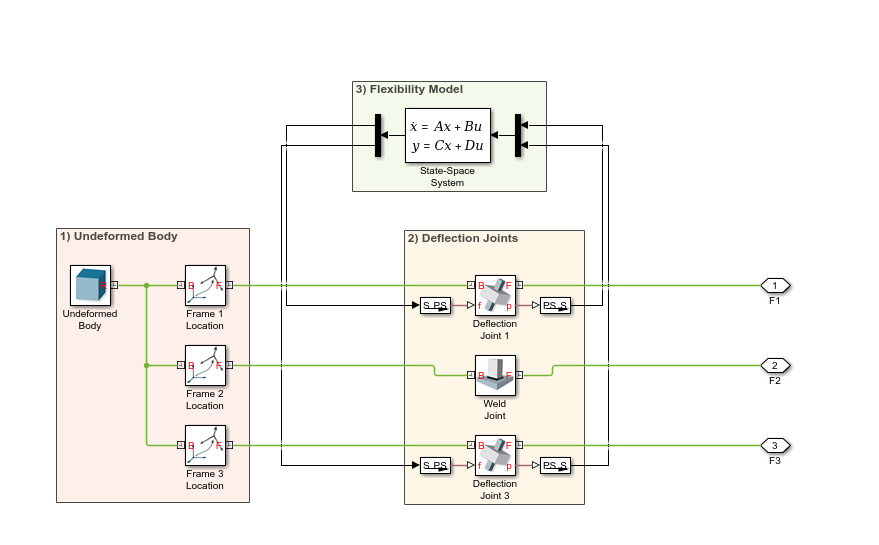 3) Flexibility Model
ẋ = Ax + Bu
y = Cx + Du
State-Space
System
1) Undeformed Body
2) Deflection Joints
R
Undeformed
Body
B F
Frame 1
Location
B F
Frame 2
Location
B F
Frame 3
Location
S PS
B F
f p
PS S
Deflection
Joint 1
B F
Weld
Joint
S PS
B F
f p
PS S
Deflection
Joint 3
1
F1
2
F2
3
F3